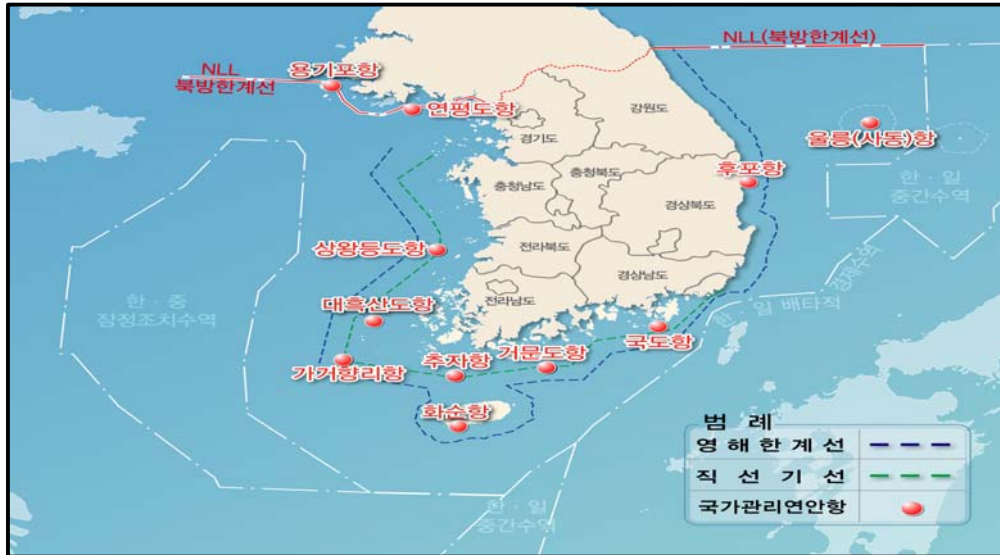 NLL(북방한계선)
NLL
북방한계선
용기포항
연평도항
강원도
경기도
울릉(사동)항
후포항
충청북도
충청남도
한·일
중간수역
경상북도
상왕등도항
전라북도
경상남도
대흑산도항
전라남도
한·중
잠정조치수역
한·일 배타적
경제수역
국도항
거문도항
추자항
가거향리항
화순항
한·일
중간수역
범 례
영해한계선
직선기선
국가관리연안항